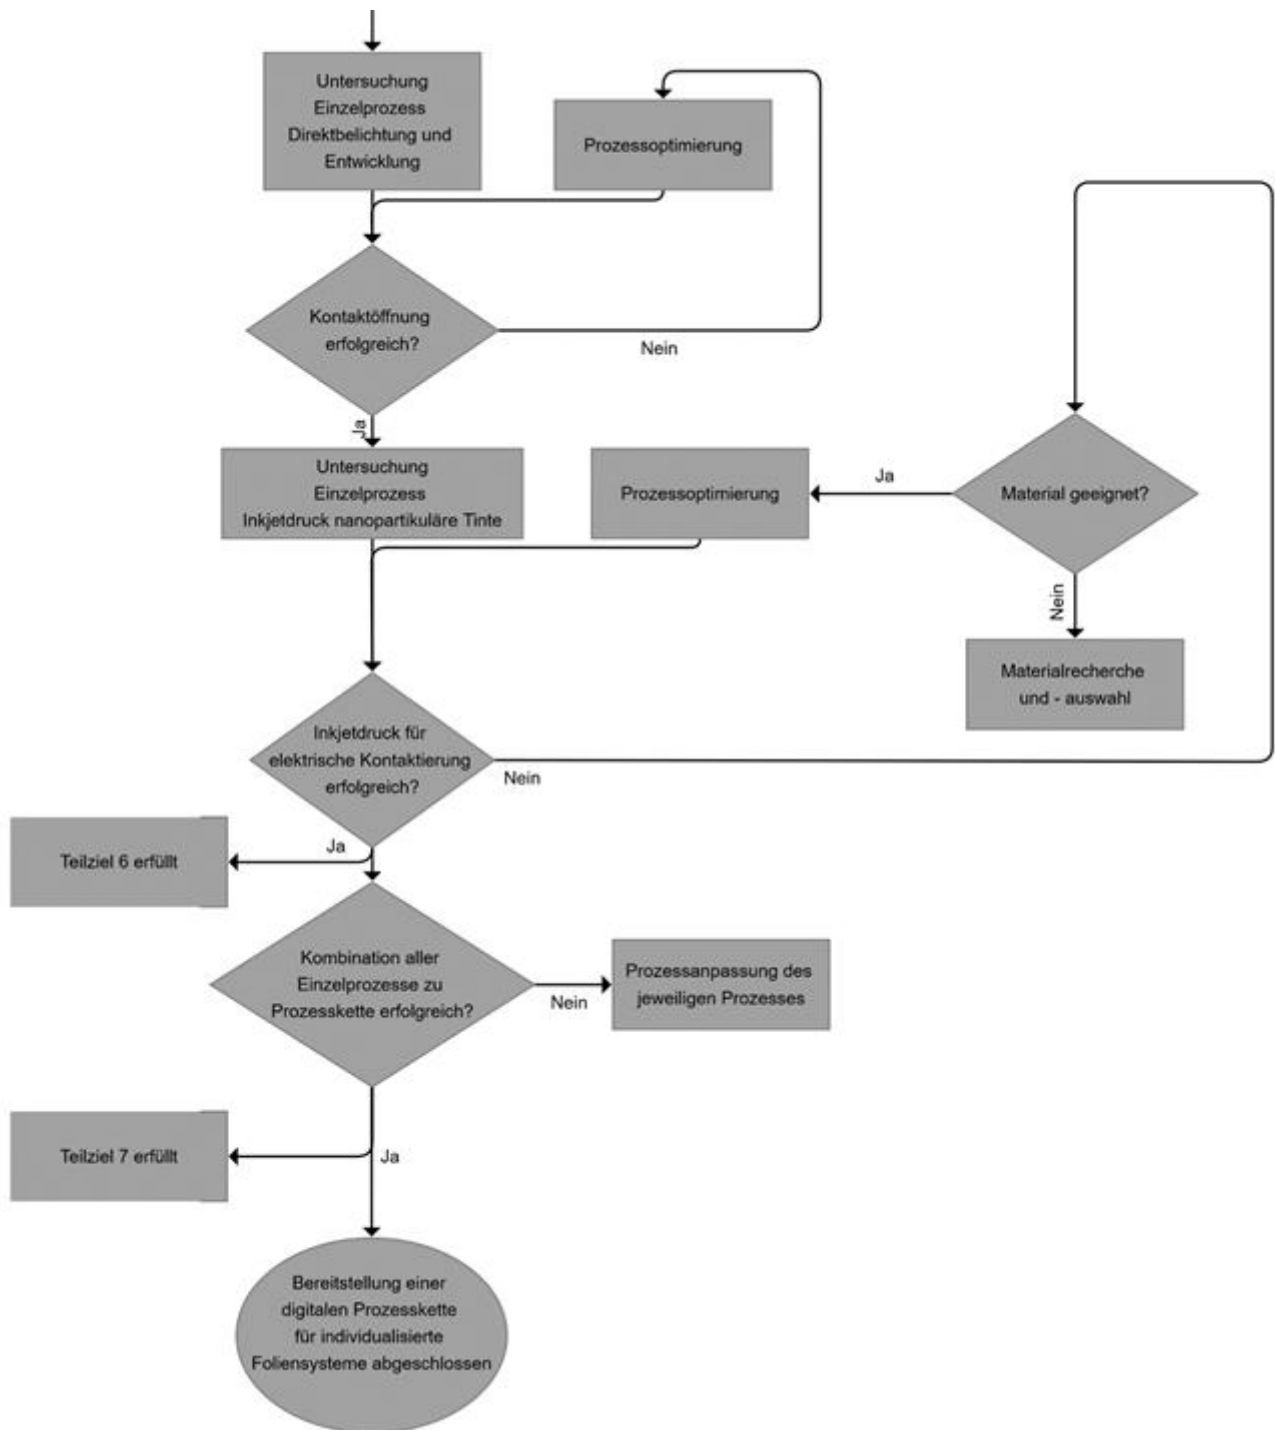 Untersuchung
Einzelprozess
Direktbelichtung und
Entwicklung
Prozessoptimierung
Kontaktöffnung
erfolgreich?
Nein
Ja
Untersuchung
Einzelprozess
Inkjetdruck nanopartikuläre Tinte
Prozessoptimierung
Ja
Material geeignet?
Nein
Materialrecherche
und - auswahl
Inkjetdruck für
elektrische Kontaktierung
erfolgreich?
Nein
Ja
Teilziel 6 erfüllt
Kombination aller
Einzelprozesse zu
Prozesskette erfolgreich?
Nein
Prozessanpassung des
jeweiligen Prozesses
Teilziel 7 erfüllt
Ja
Bereitstellung einer
digitalen Prozesskette
für individualisierte
Foliensysteme abgeschlossen